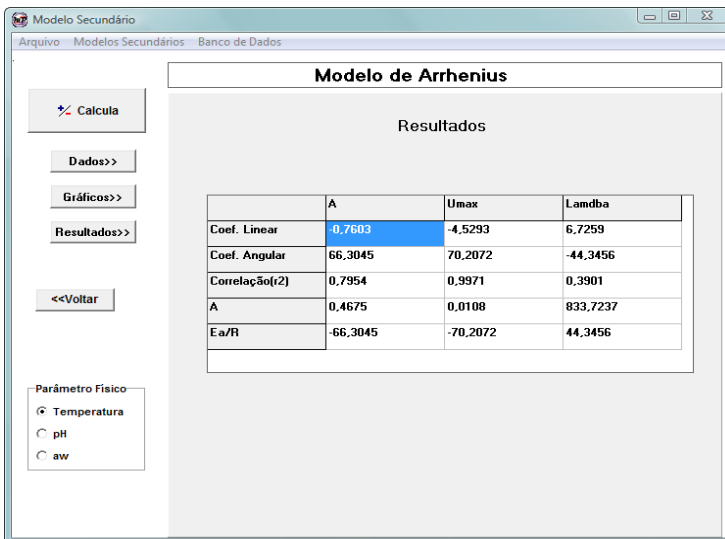 Modelo Secundário
Arquivo Modelos Secundários Banco de Dados
Modelo de Arrhenius
+/- Calcula
Resultados
Dados>>
Gráficos>>
Resultados>>
<<Voltar
A Umax Lamdba
Coef. Linear -0,7603 -4,5293 6,7259
Coef. Angular 66,3045 70,2072 -44,3456
Correlação(r2) 0,7954 0,9971 0,3901
A 0,4675 0,0108 833,7237
Ea/R -66,3045 -70,2072 44,3456
Parâmetro Físico
Temperatura
pH
aw